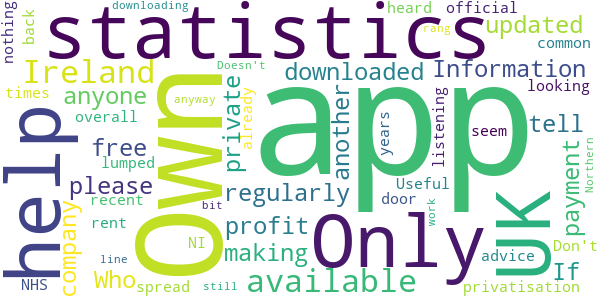 downloading
heard
official
nothing
back
statistics
rang
updated
common
Ireland
Doesn't
downloaded
Information
looking
times
anyone
anyway
already
private
another
years
listening
seem
tell
help
Own
app
overall
free
lumped
please
regularly
Useful
door
work
payment
Northern
recent
rent
company
profit
bit
Only
UK
NI
making
Don't
line
NHS
Who
spread
still
available
advice
privatisation
If